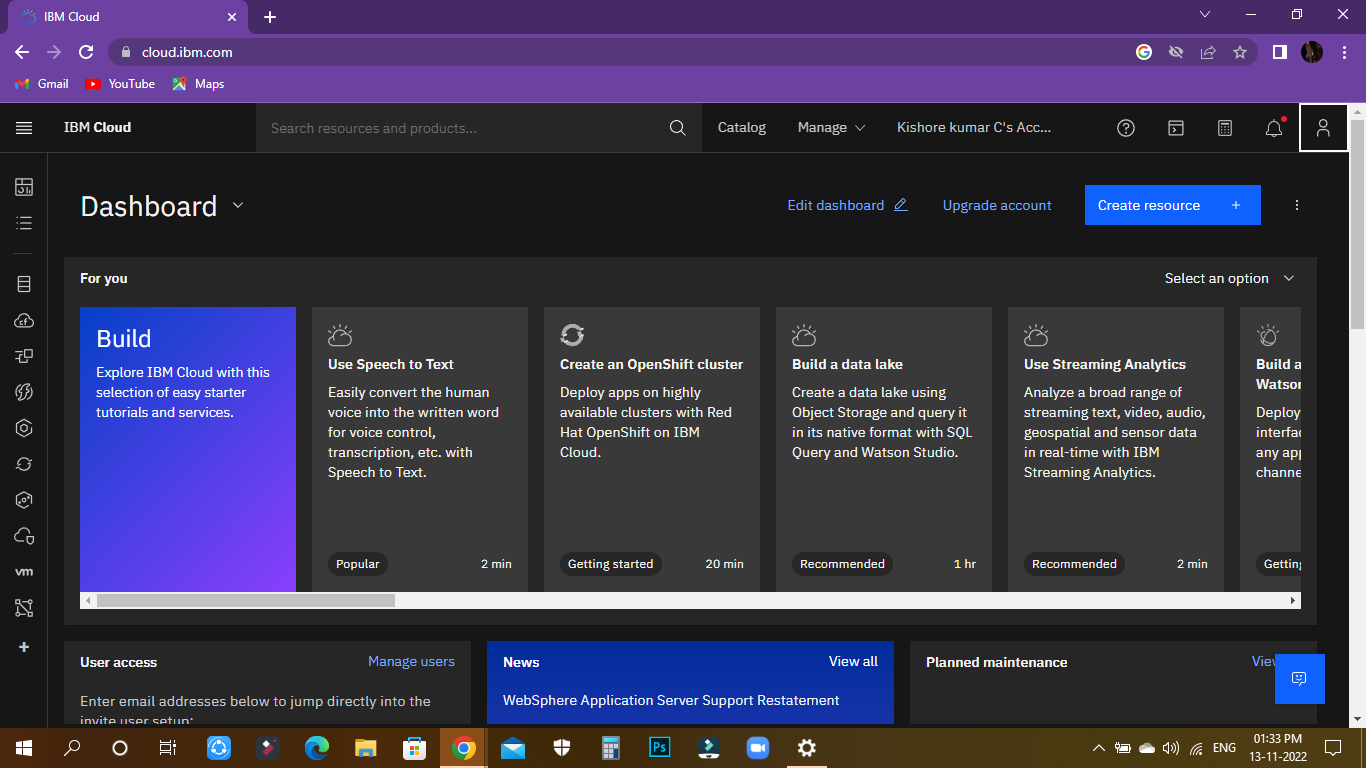 IBM Cloud
cloud.ibm.com
Gmail YouTube Maps
IBM Cloud
Search resources and products...
Catalog
Manage
Kishore kumar C's Acc...
Dashboard
Edit dashboard
Upgrade account
Create resource +
For you
Select an option
Build
Explore IBM Cloud with this
selection of easy starter
tutorials and services.
Use Speech to Text
Easily convert the human
voice into the written word
for voice control,
transcription, etc. with
Speech to Text.
Popular 2 min
Create an OpenShift cluster
Deploy apps on highly
available clusters with Red
Hat OpenShift on IBM
Cloud.
Getting started 20 min
Build a data lake
Create a data lake using
Object Storage and query it
in its native format with SQL
Query and Watson Studio.
Recommended 1 hr
Use Streaming Analytics
Analyze a broad range of
streaming text, video, audio,
geospatial and sensor data
in real-time with IBM
Streaming Analytics.
Recommended 2 min
Build a
Watson
Deploy
interfac
any app
channe
Getting
vm
User access
Manage users
Enter email addresses below to jump directly into the
invite user setup:
News
View all
WebSphere Application Server Support Restatement
Planned maintenance
View
Ps
ENG
01:33 PM
13-11-2022